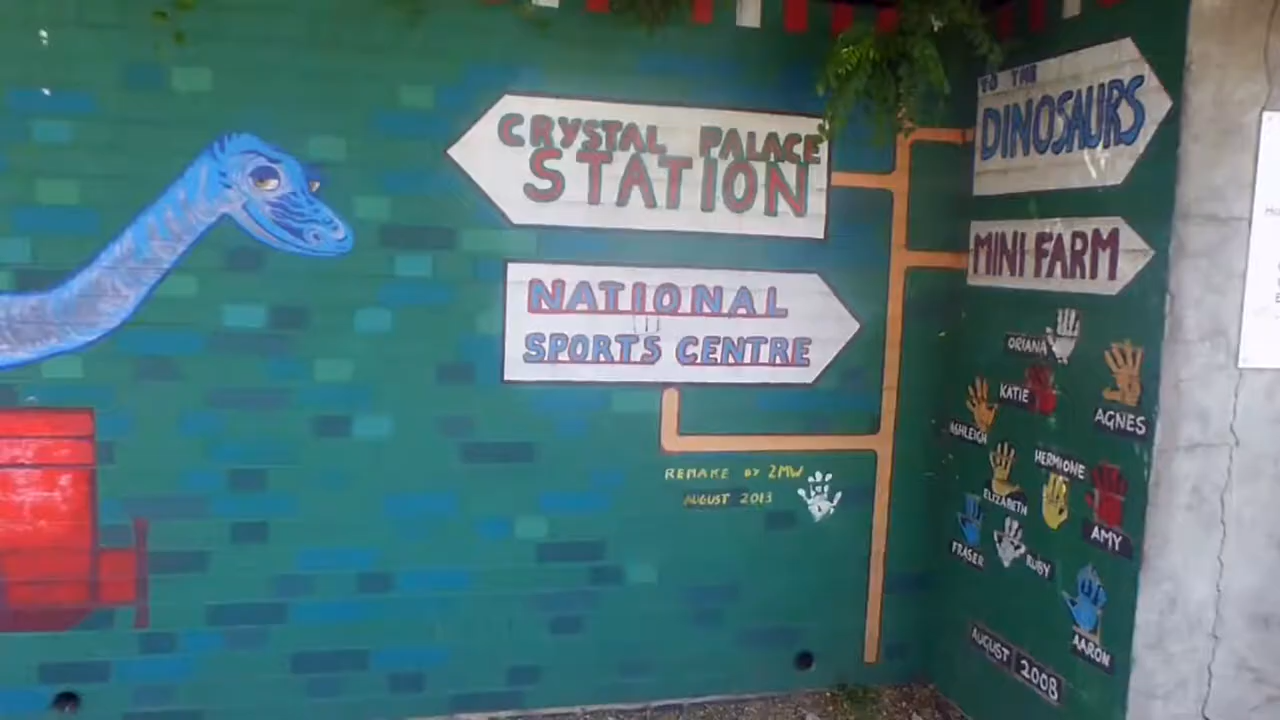 CRYSTAL PALACE
STATION
NATIONAL
SPORTS CENTRE
REMAKE BY 2MW
AUGUST 2013
TO THE
DINOSAURS
MINI FARM
ORIANA
KATIE
AGNES
ASHLEIGH
HERMIONE
ELIZABETH
AMY
FRASER
RUBY
AARON
AUGUST 2008